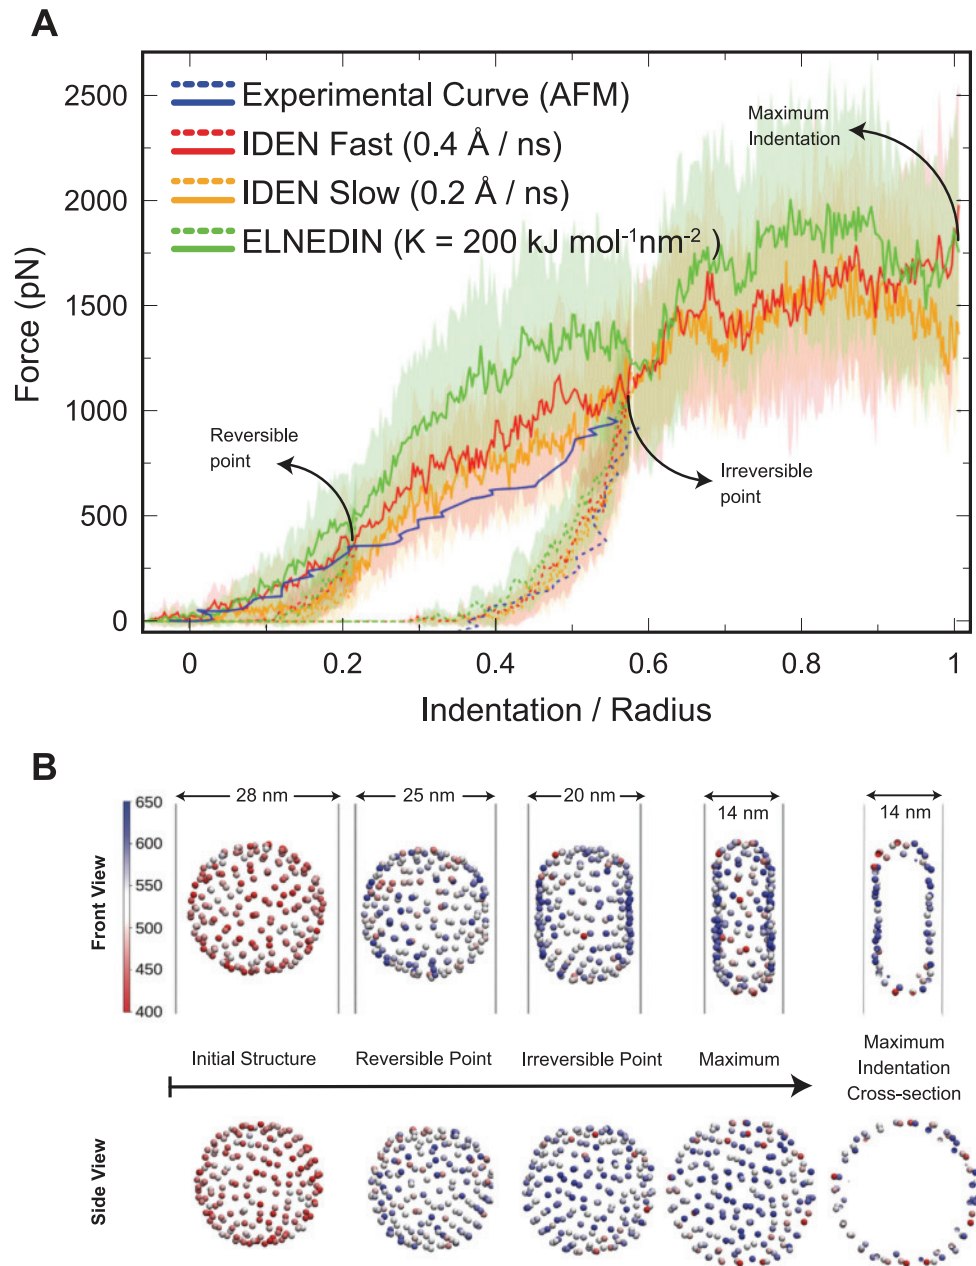 A
2500
2000
1500
1000
500
0
Force (pN)
Experimental Curve (AFM)
IDEN Fast (0.4 Å / ns)
IDEN Slow (0.2 Å / ns)
ELNEDIN (K = 200 kJ mol⁻¹nm⁻² )
Maximum
Indentation
Reversible
point
Irreversible
point
0
0.2
0.4
0.6
0.8
1
Indentation / Radius
B
650
600
550
500
450
400
Front View
28 nm
25 nm
20 nm
14 nm
14 nm
Initial Structure
Reversible Point
Irreversible Point
Maximum
Maximum
Indentation
Cross-section
Side View